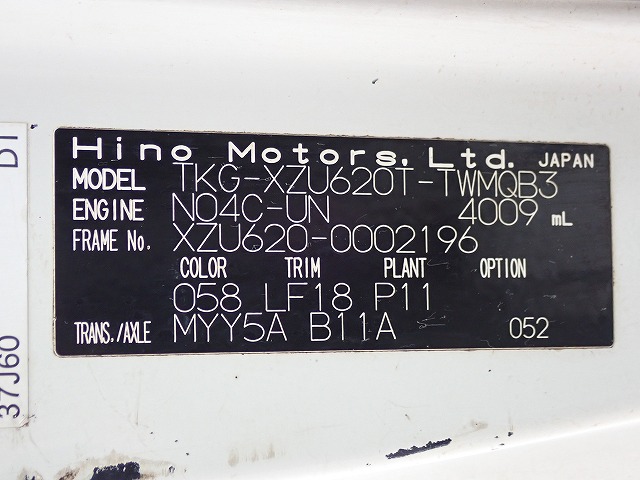 Hino Motors, Ltd. JAPAN
MODEL TKG-XZU620T-TWMQB3
ENGINE N04C-UN 4009 mL
FRAME No. XZU620-0002196
COLOR TRIM PLANT OPTION
058 LF18 P11
TRANS./AXLE MYY5A B11A 052
37J60